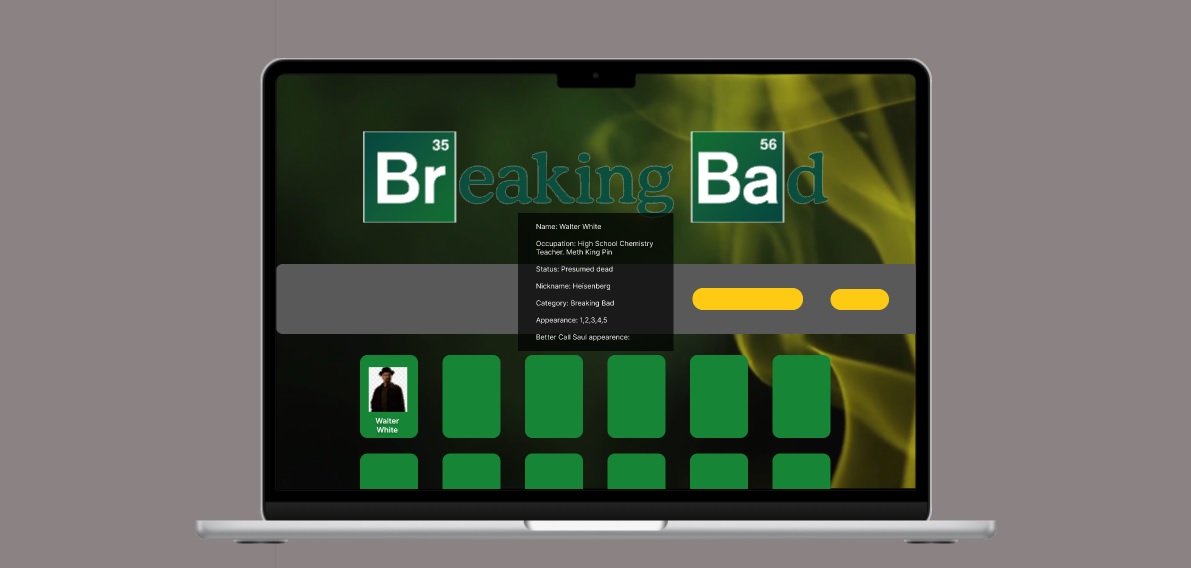 35
56
Breaking Bad
Name: Walter White
Occupation: High School Chemistry
Teacher. Meth King Pin
Status: Presumed dead
Nickname: Heisenberg
Category: Breaking Bad
Appearance: 1,2,3,4,5
Better Call Saul appearence:
Walter
White